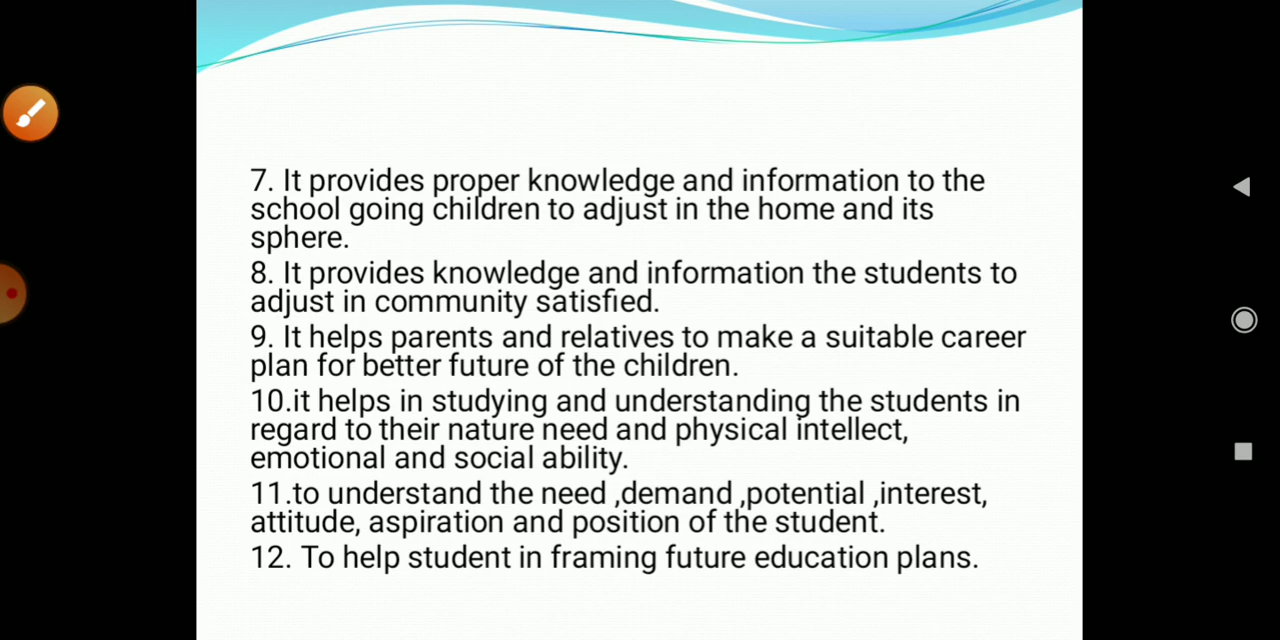 7. It provides proper knowledge and information to the
school going children to adjust in the home and its
sphere.
8. It provides knowledge and information the students to
adjust in community satisfied.
9. It helps parents and relatives to make a suitable career
plan for better future of the children.
10.it helps in studying and understanding the students in
regard to their nature need and physical intellect,
emotional and social ability.
11.to understand the need ,demand ,potential ,interest,
attitude, aspiration and position of the student.
12. To help student in framing future education plans.